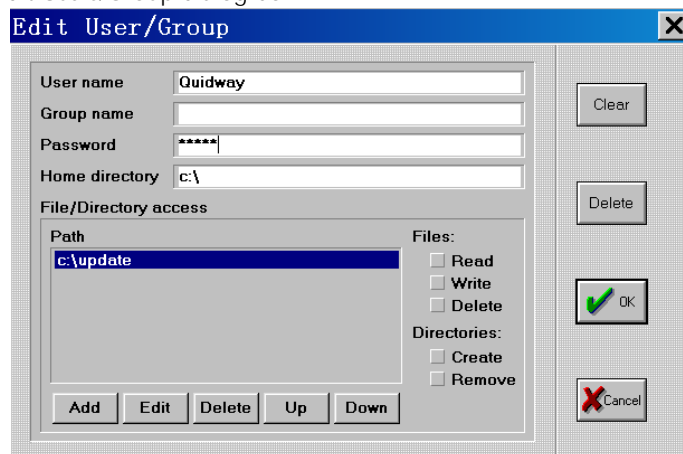 Edit User/Group
User name Quidway
Group name
Password *****
Home directory c:\
File/Directory access
Path
c:\update
Files:
Read
Write
Delete
Directories:
Create
Remove
Add Edit Delete Up Down
Clear
Delete
OK
Cancel